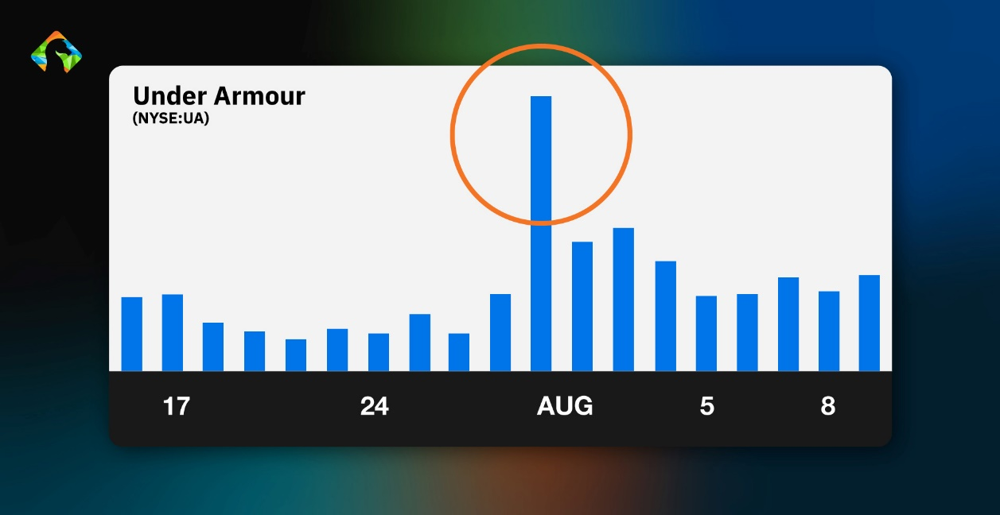 Under Armour
(NYSE:UA)
17 24 AUG 5 8